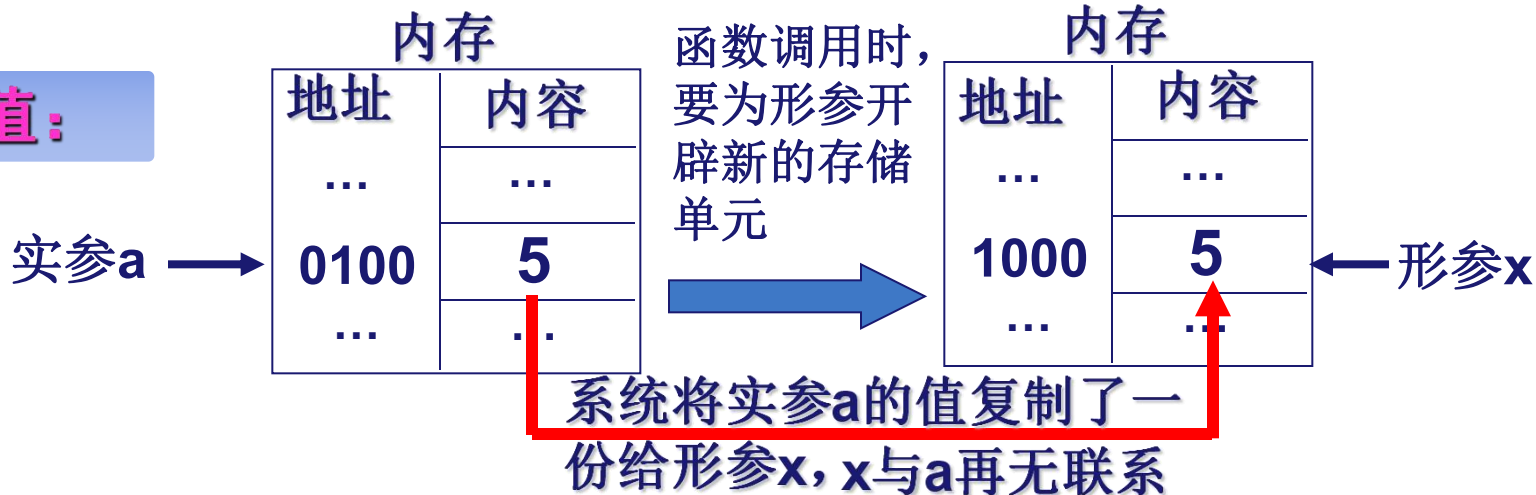 内存
地址 内容
… …
0100 5
… …
值：
实参a
函数调用时，
要为形参开
辟新的存储
单元
内存
地址 内容
… …
1000 5
… …
形参x
系统将实参a的值复制了一
份给形参x，x与a再无联系